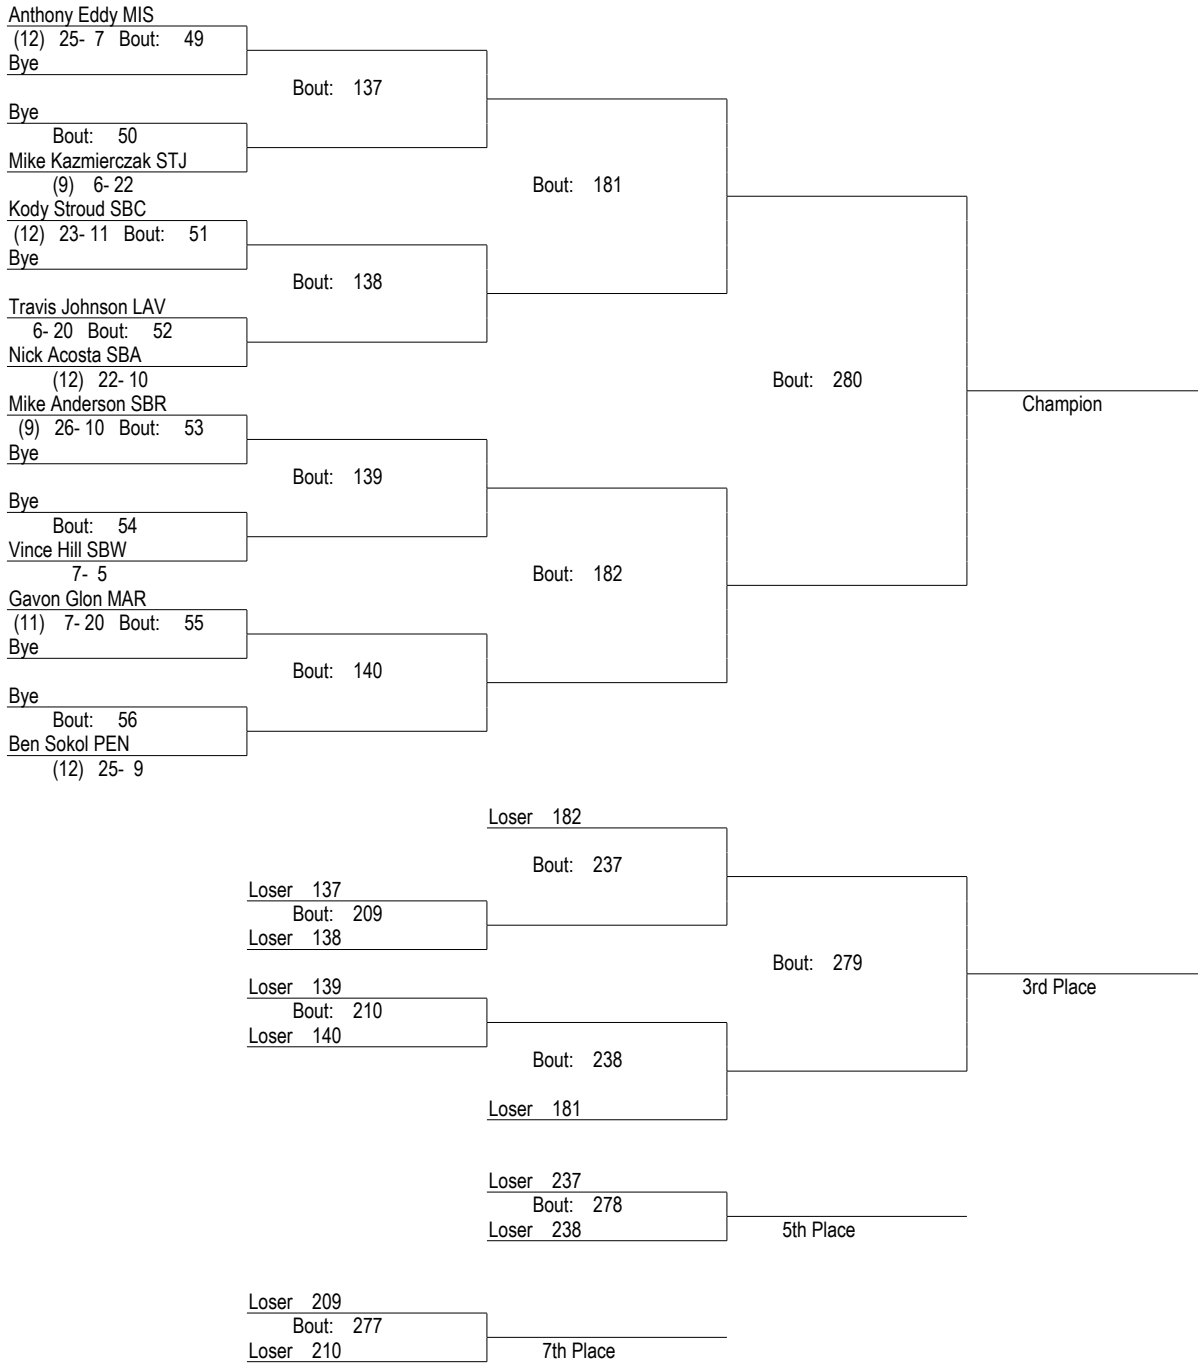 Anthony Eddy MIS
(12) 25- 7 Bout: 49
Bye
Bout: 137
Bye
Bout: 50
Mike Kazmierczak STJ
(9) 6- 22
Bout: 181
Kody Stroud SBC
(12) 23- 11 Bout: 51
Bye
Bout: 138
Travis Johnson LAV
6- 20 Bout: 52
Nick Acosta SBA
(12) 22- 10
Bout: 280
Mike Anderson SBR
Champion
(9) 26- 10 Bout: 53
Bye
Bout: 139
Bye
Bout: 54
Vince Hill SBW
7- 5
Bout: 182
Gavon Glon MAR
(11) 7- 20 Bout: 55
Bye
Bout: 140
Bye
Bout: 56
Ben Sokol PEN
(12) 25- 9
Loser 182
Bout: 237
Loser 137
Bout: 209
Loser 138
Bout: 279
Loser 139
3rd Place
Bout: 210
Loser 140
Bout: 238
Loser 181
Loser 237
Bout: 278
Loser 238
5th Place
Loser 209
Bout: 277
Loser 210
7th Place